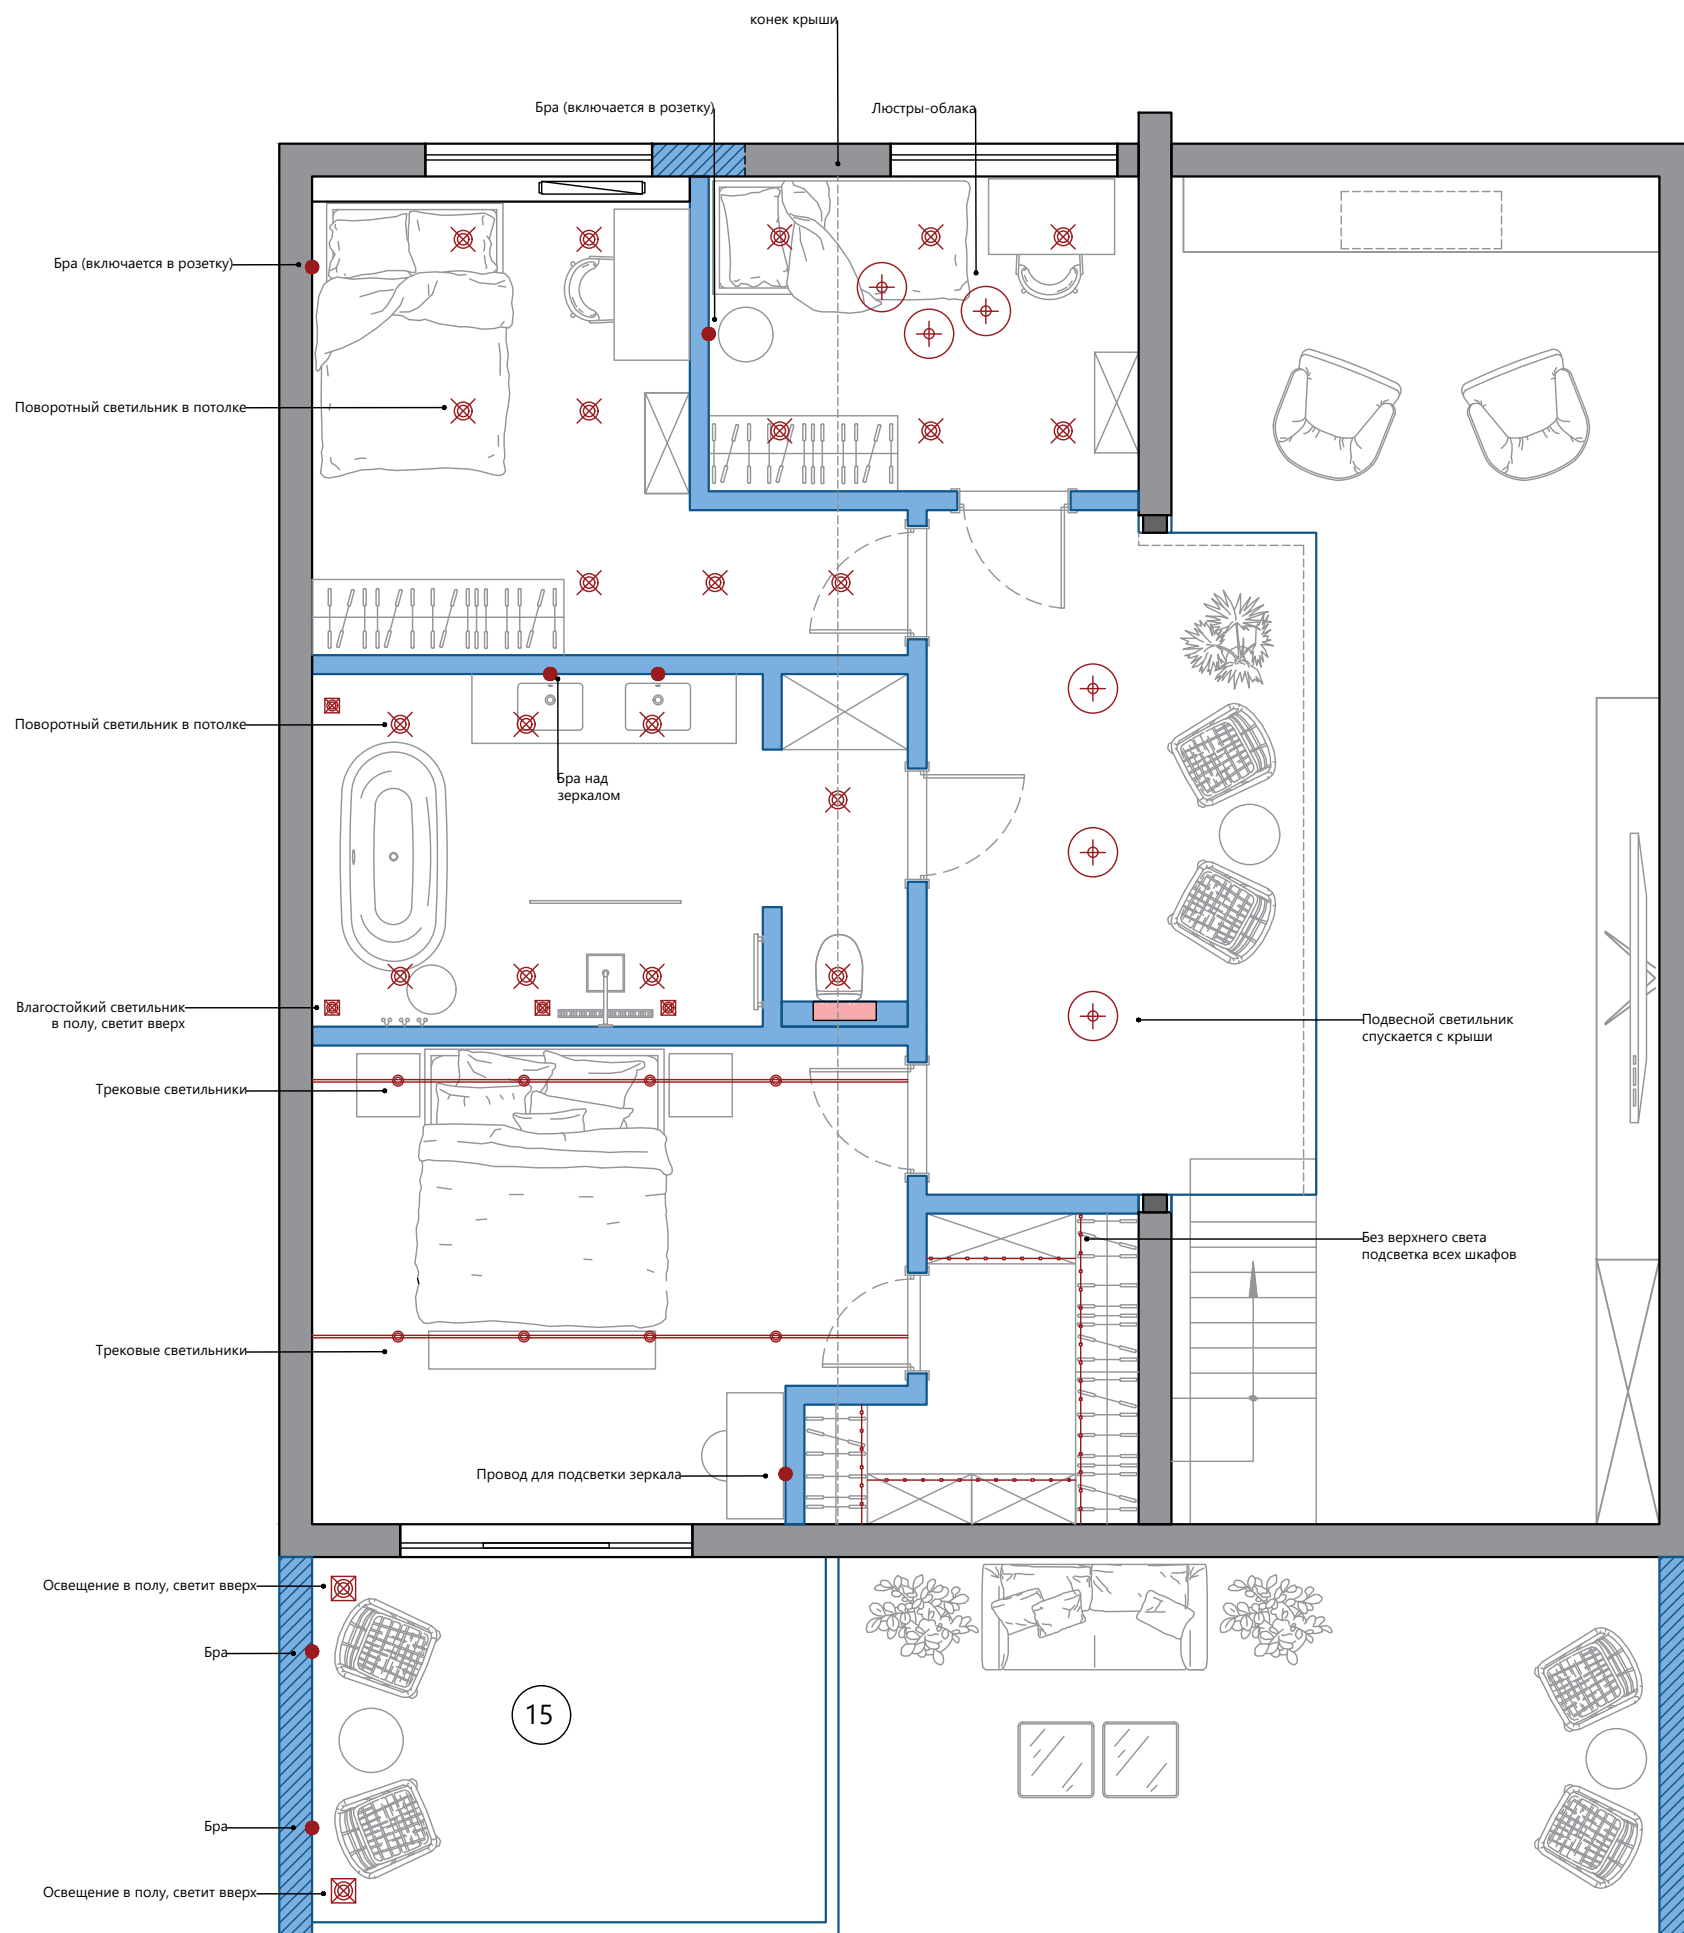 конек крыши
Бра (включается в розетку)
Люстры-облака
Бра (включается в розетку)
Поворотный светильник в потолке
Поворотный светильник в потолке
Бра над
зеркалом
Влагостойкий светильник
в полу, светит вверх
Подвесной светильник
спускается с крыши
Трековые светильники
Без верхнего света
подсветка всех шкафов
Трековые светильники
Провод для подсветки зеркала
Освещение в полу, светит вверх
Бра
15
Бра
Освещение в полу, светит вверх